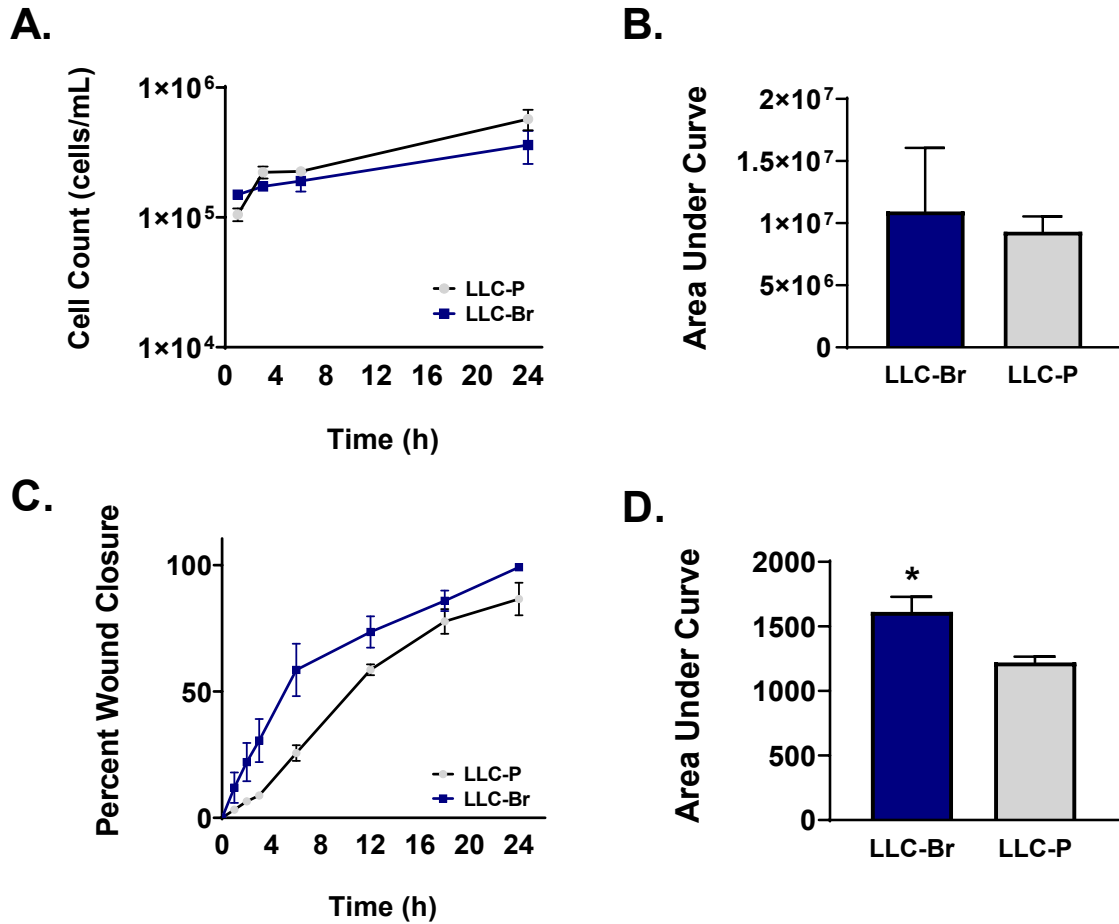 A.
Cell Count (cells/mL)
1×10⁶
1×10⁵
1×10⁴
0 4 8 12 16 20 24
Time (h)
LLC-P
LLC-Br
B.
Area Under Curve
2×10⁷
1.5×10⁷
1×10⁷
5×10⁶
0
LLC-Br LLC-P
C.
Percent Wound Closure
100
50
0
0 4 8 12 16 20 24
Time (h)
LLC-P
LLC-Br
D.
Area Under Curve
2000
1500
1000
500
0
*
LLC-Br LLC-P